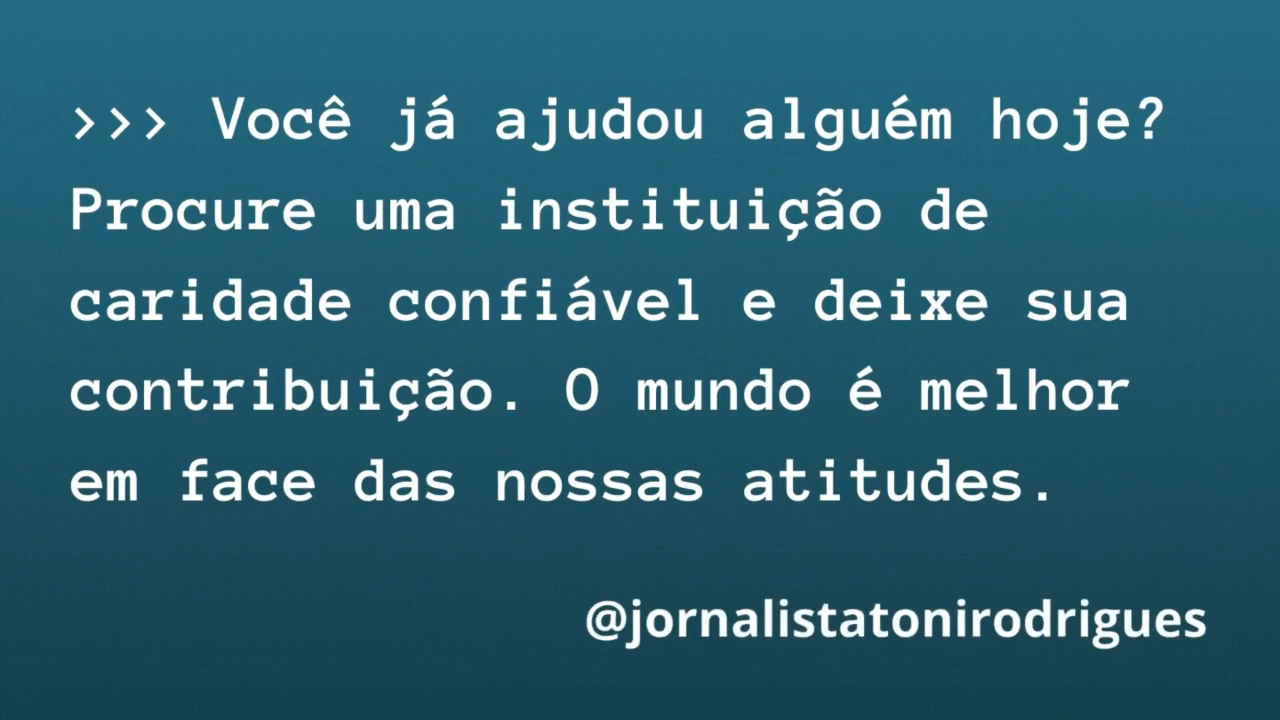 >>> Você já ajudou alguém hoje?
Procure uma instituição de
caridade confiável e deixe sua
contribuição. O mundo é melhor
em face das nossas atitudes.
@jornalistatonirodrigues